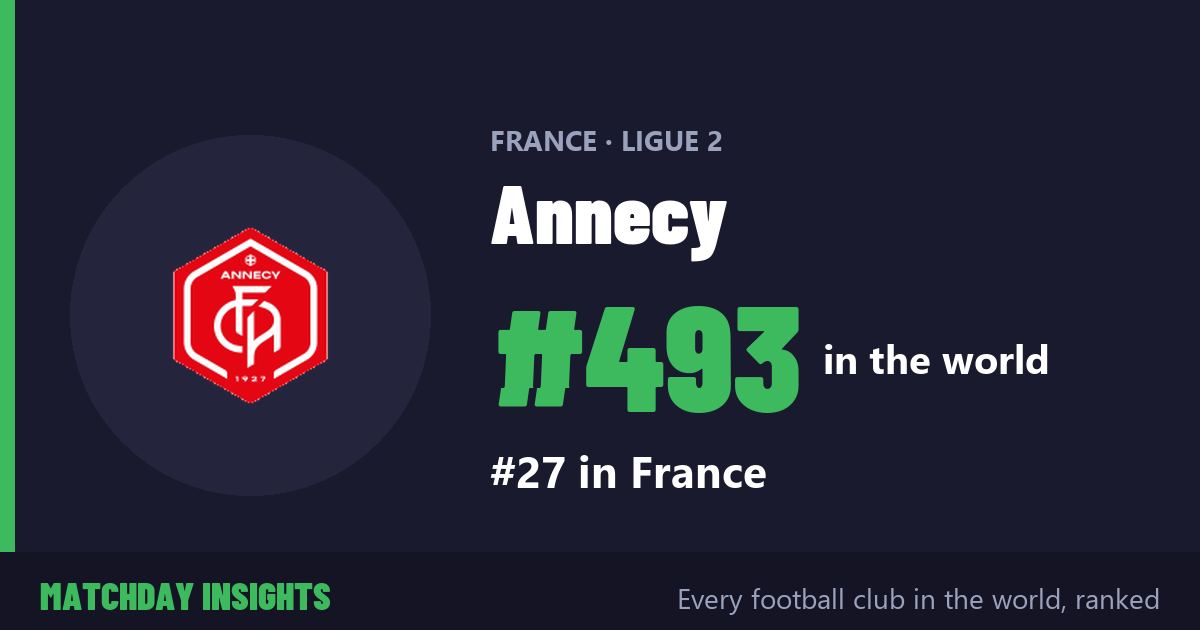 FRANCE · LIGUE 2
Annecy
ANNECY
FCA
1927
#493 in the world
#27 in France
MATCHDAY INSIGHTS
Every football club in the world, ranked